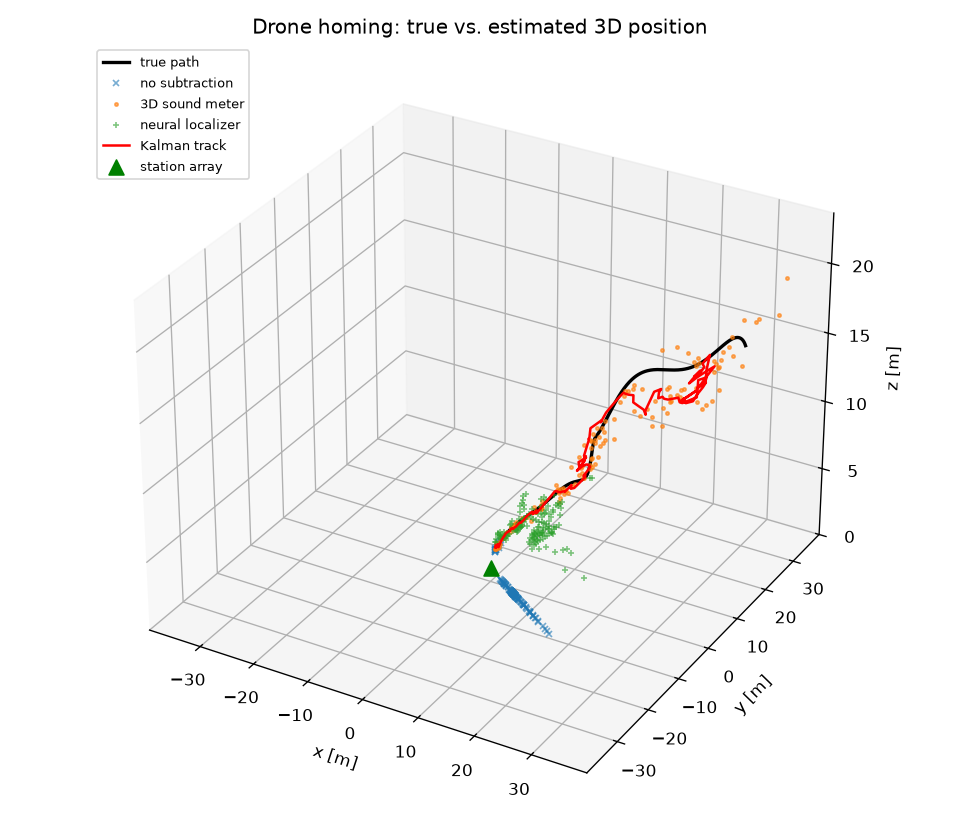 Drone homing: true vs. estimated 3D position
true path
no subtraction
3D sound meter
neural localizer
Kalman track
station array
20
15
10
5
0
z [m]
30
20
10
0
−10
−20
−30
y [m]
−30
−20
−10
0
10
20
30
x [m]